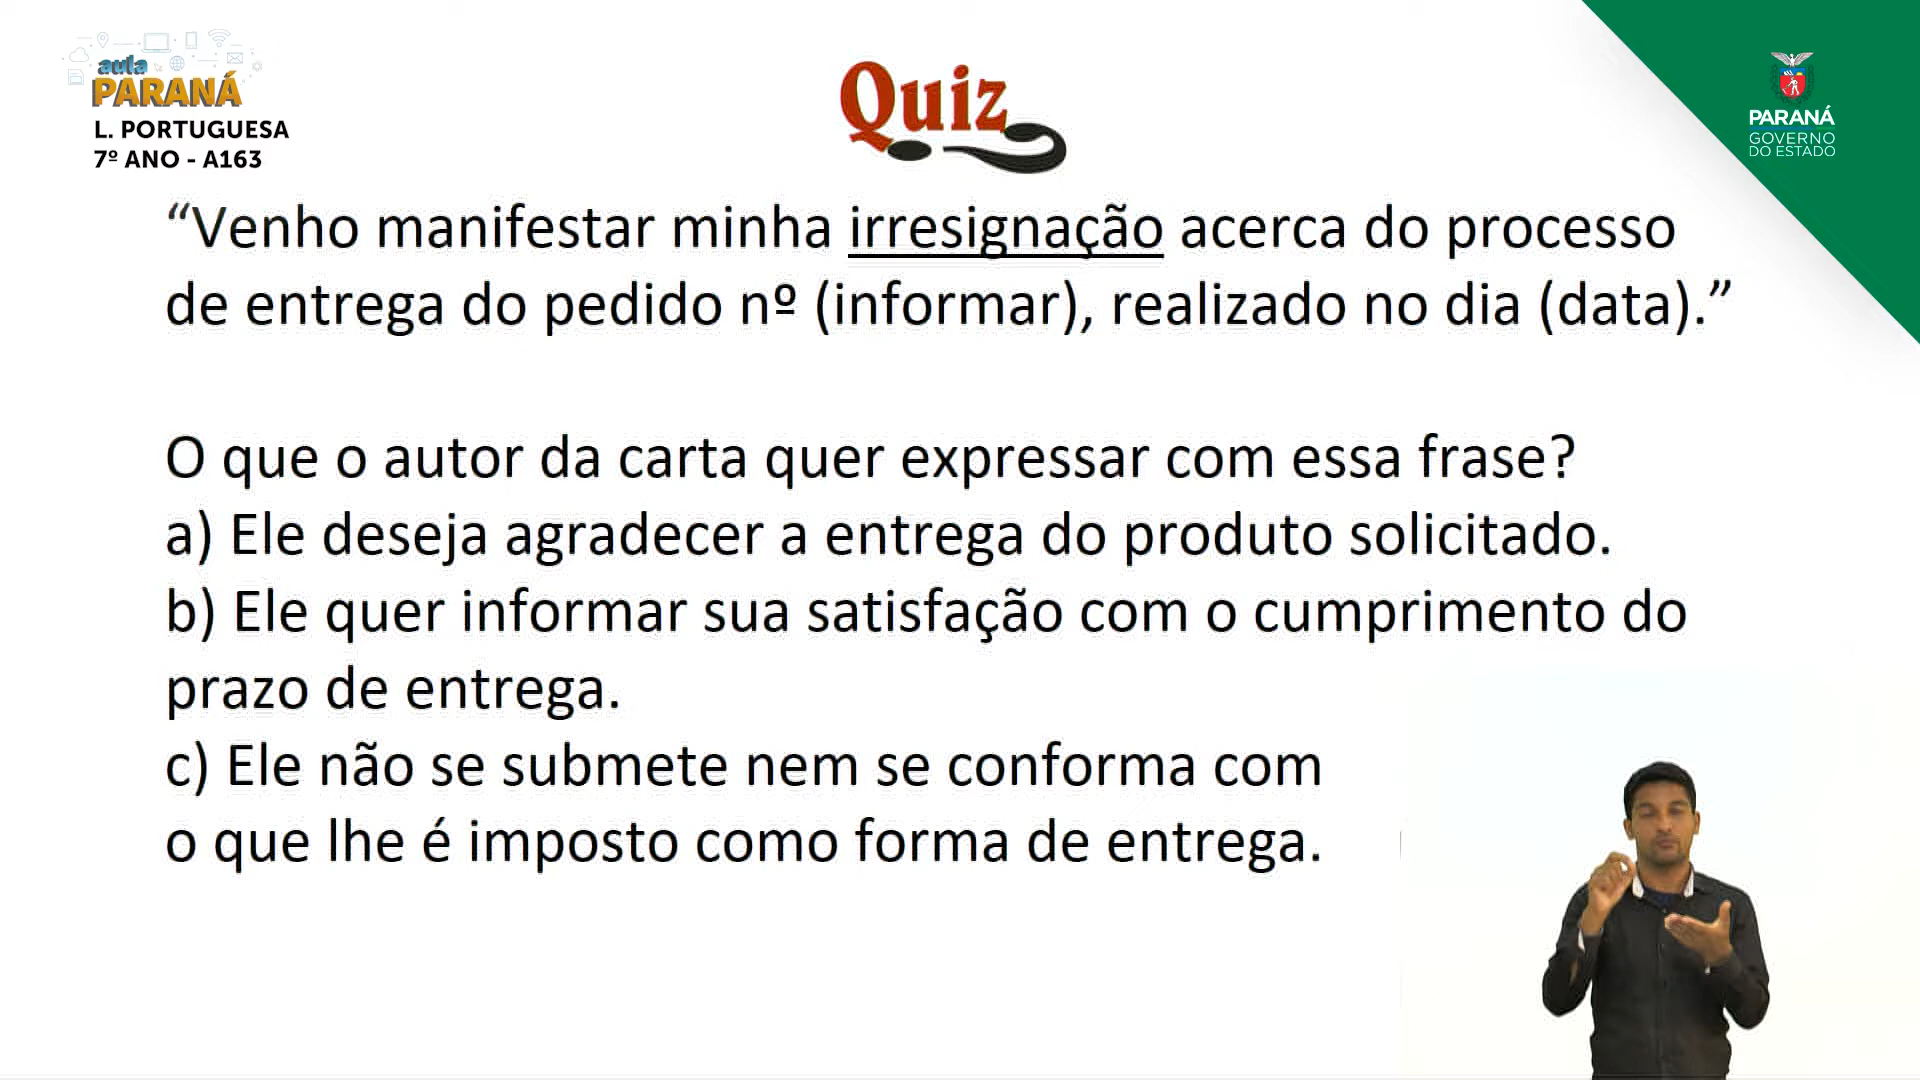 aula
PARANÁ
L. PORTUGUESA
7º ANO - A163
Quiz
PARANÁ
GOVERNO
DO ESTADO
“Venho manifestar minha irresignação acerca do processo
de entrega do pedido nº (informar), realizado no dia (data).”
O que o autor da carta quer expressar com essa frase?
a) Ele deseja agradecer a entrega do produto solicitado.
b) Ele quer informar sua satisfação com o cumprimento do
prazo de entrega.
c) Ele não se submete nem se conforma com
o que lhe é imposto como forma de entrega.